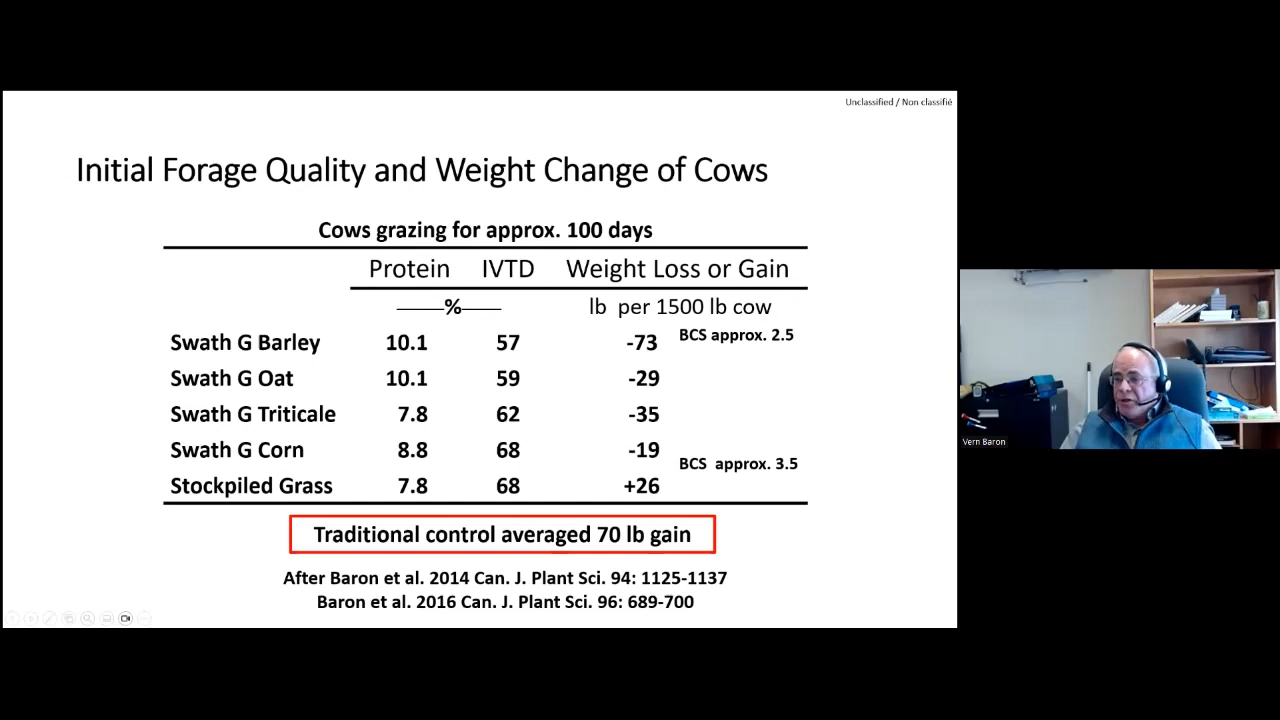 Unclassified / Non classifié
Initial Forage Quality and Weight Change of Cows
Cows grazing for approx. 100 days
Protein IVTD Weight Loss or Gain
% lb per 1500 lb cow
Swath G Barley 10.1 57 -73 BCS approx. 2.5
Swath G Oat 10.1 59 -29
Swath G Triticale 7.8 62 -35
Swath G Corn 8.8 68 -19
BCS approx. 3.5
Stockpiled Grass 7.8 68 +26
Traditional control averaged 70 lb gain
After Baron et al. 2014 Can. J. Plant Sci. 94: 1125-1137
Baron et al. 2016 Can. J. Plant Sci. 96: 689-700
Vern Baron